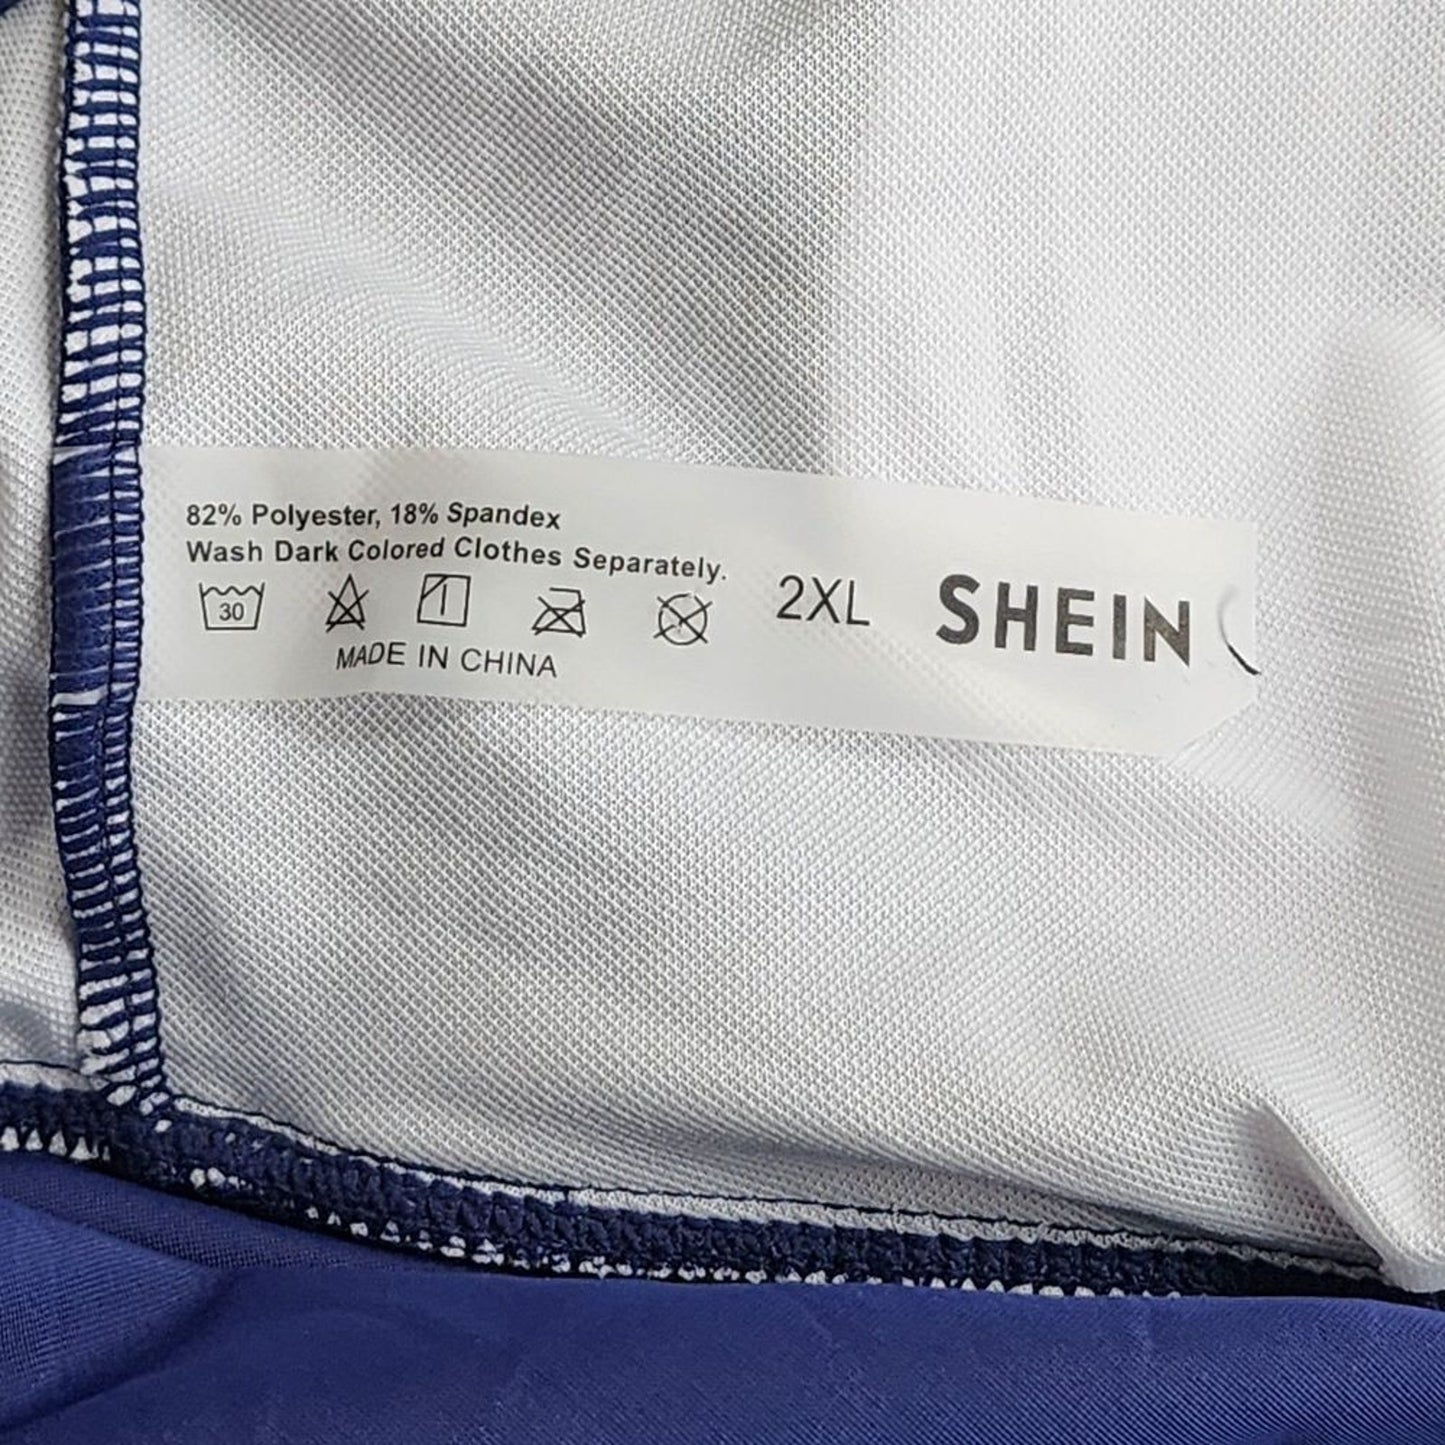 82% Polyester, 18% Spandex
Wash Dark Colored Clothes Separately.
30
MADE IN CHINA
2XL
SHEIN